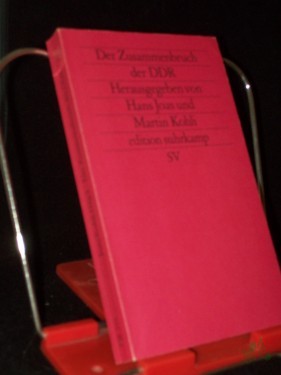 Der Zusammenbruch
der DDR
Herausgegeben von
Hans Joas und
Martin Kohli
edition suhrkamp
SV